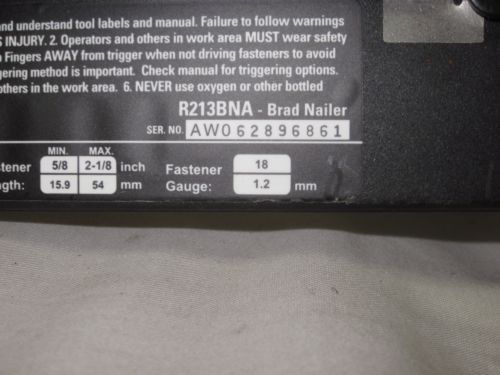 and understand tool labels and manual. Failure to follow warnings
INJURY. 2. Operators and others in work area MUST wear safety
Fingers AWAY from trigger when not driving fasteners to avoid
method is important. Check manual for triggering options.
others in the work area. 6. NEVER use oxygen or other bottled
R213BNA - Brad Nailer
SER. NO. AW062896861
MIN. MAX.
5/8 2-1/8 inch Fastener 18
15.9 54 mm Gauge: 1.2 mm